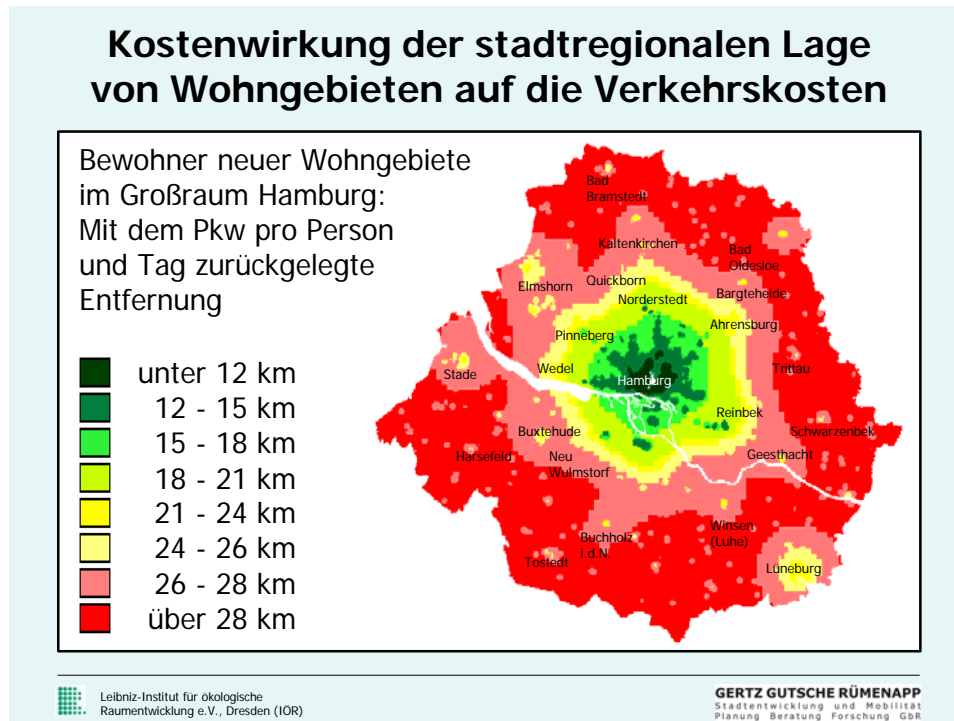 Kostenwirkung der stadtregionalen Lage
von Wohngebieten auf die Verkehrskosten
Bewohner neuer Wohngebiete
im Großraum Hamburg:
Mit dem Pkw pro Person
und Tag zurückgelegte
Entfernung
unter 12 km
12 - 15 km
15 - 18 km
18 - 21 km
21 - 24 km
24 - 26 km
26 - 28 km
über 28 km
Bad
Bramstedt
Kaltenkirchen
Bad
Oldesloe
Elmshorn
Quickborn
Bargteheide
Norderstedt
Ahrensburg
Pinneberg
Stade
Wedel
Hamburg
Trittau
Reinbek
Buxtehude
Schwarzenbek
Harsefeld
Neu
Wulmstorf
Geesthacht
Winsen
(Luhe)
Buchholz
i.d.N.
Tostedt
Lüneburg
Leibniz-Institut für ökologische
Raumentwicklung e.V., Dresden (IÖR)
GERTZ GUTSCHE RÜMENAPP
Stadtentwicklung und Mobilität
Planung Beratung Forschung GbR